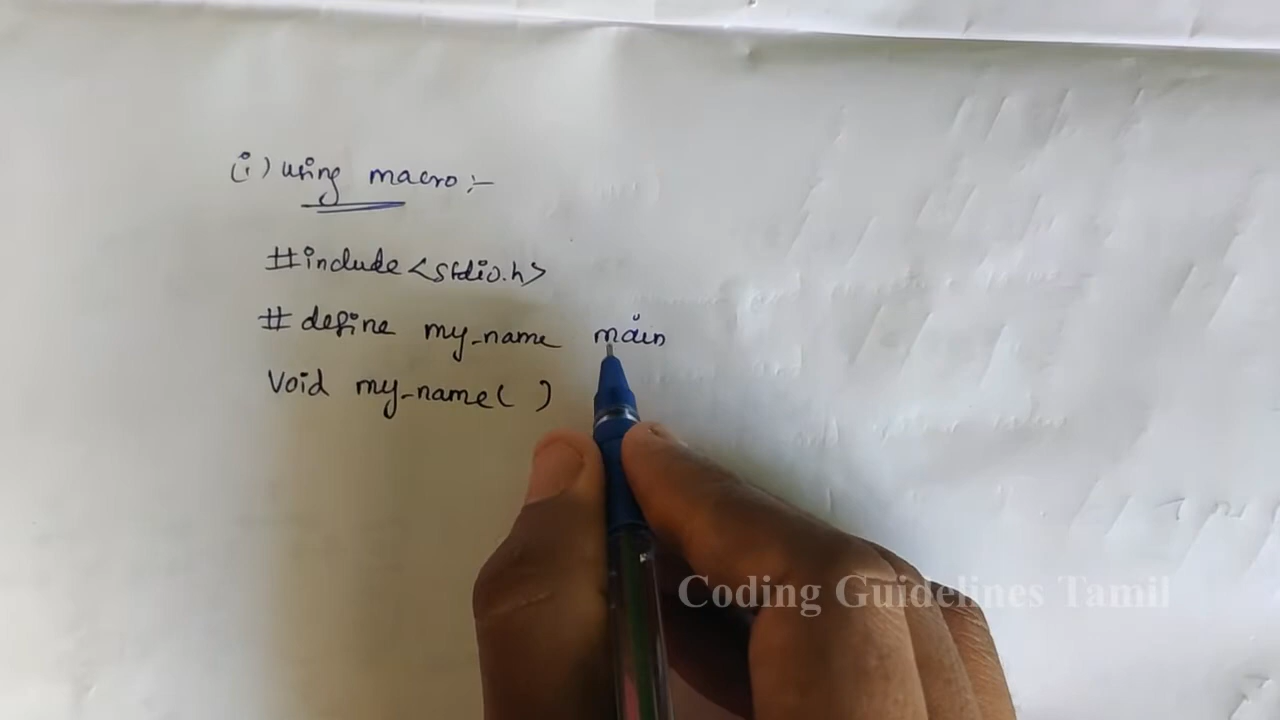 (i) using macro:-
#include<stdio.h>
# define my_name main
Void my_name( )
Coding Guidelines Tamil